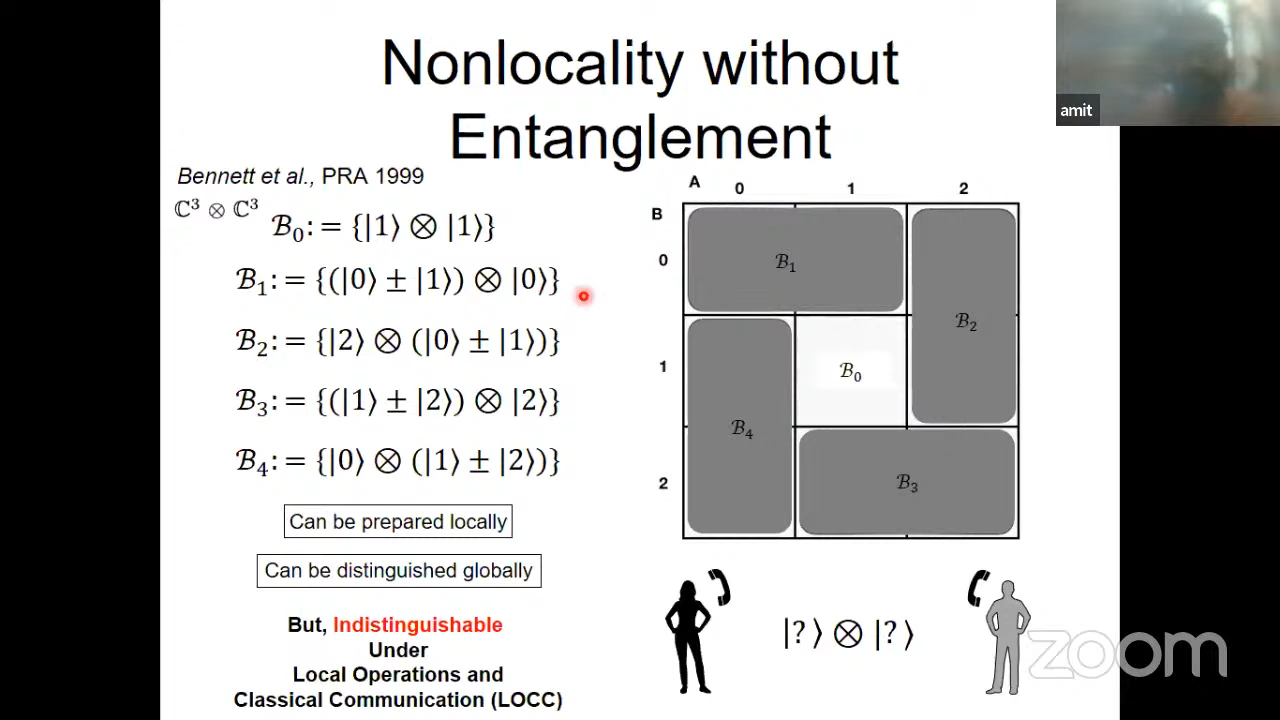 Nonlocality without
Entanglement
amit
Bennett et al., PRA 1999
ℂ³ ⊗ ℂ³
ℬ₀: = {|1⟩ ⊗ |1⟩}
ℬ₁: = {(|0⟩ ± |1⟩) ⊗ |0⟩}
ℬ₂: = {|2⟩ ⊗ (|0⟩ ± |1⟩)}
ℬ₃: = {(|1⟩ ± |2⟩) ⊗ |2⟩}
ℬ₄: = {|0⟩ ⊗ (|1⟩ ± |2⟩)}
Can be prepared locally
Can be distinguished globally
But, Indistinguishable
Under
Local Operations and
Classical Communication (LOCC)
A 0 1 2
B
0 ℬ₁
ℬ₂
1 ℬ₀
ℬ₄
2 ℬ₃
|?⟩ ⊗ |?⟩
zoom